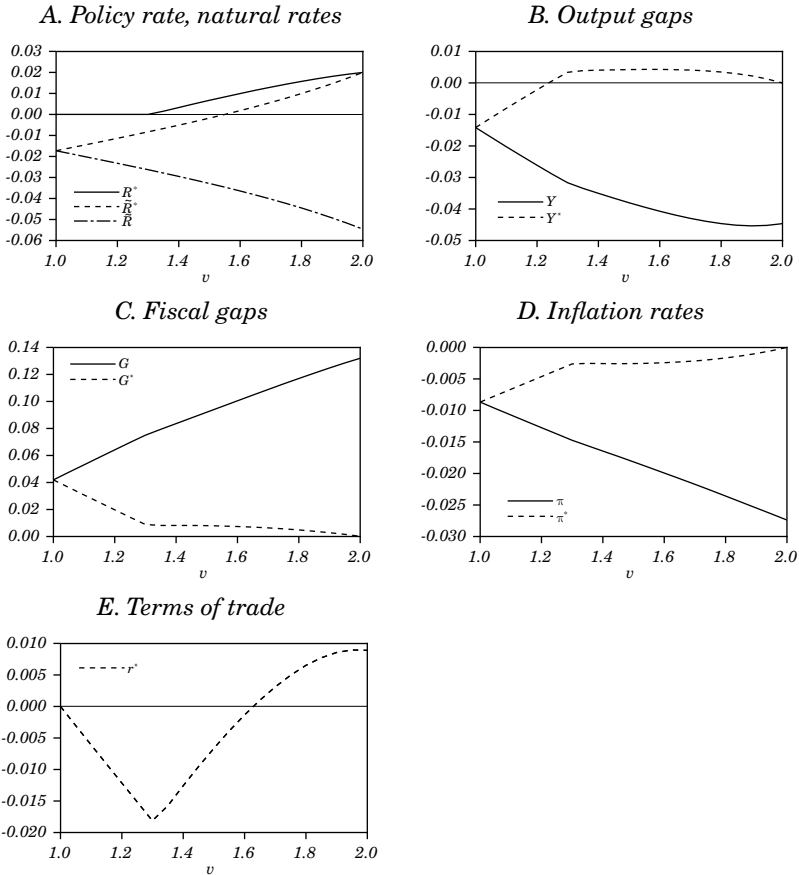 A. Policy rate, natural rates
0.03
0.02
0.01
0.00
-0.01
-0.02
-0.03
-0.04
-0.05
-0.06
R*
R̃*
R̃
1.0 1.2 1.4 1.6 1.8 2.0
v
B. Output gaps
0.01
0.00
-0.01
-0.02
-0.03
-0.04
-0.05
Y
Y*
1.0 1.2 1.4 1.6 1.8 2.0
v
C. Fiscal gaps
0.14
0.12
0.10
0.08
0.06
0.04
0.02
0.00
G
G*
1.0 1.2 1.4 1.6 1.8 2.0
v
D. Inflation rates
0.000
-0.005
-0.010
-0.015
-0.020
-0.025
-0.030
π
π*
1.0 1.2 1.4 1.6 1.8 2.0
v
E. Terms of trade
0.010
0.005
0.000
-0.005
-0.010
-0.015
-0.020
r*
1.0 1.2 1.4 1.6 1.8 2.0
v